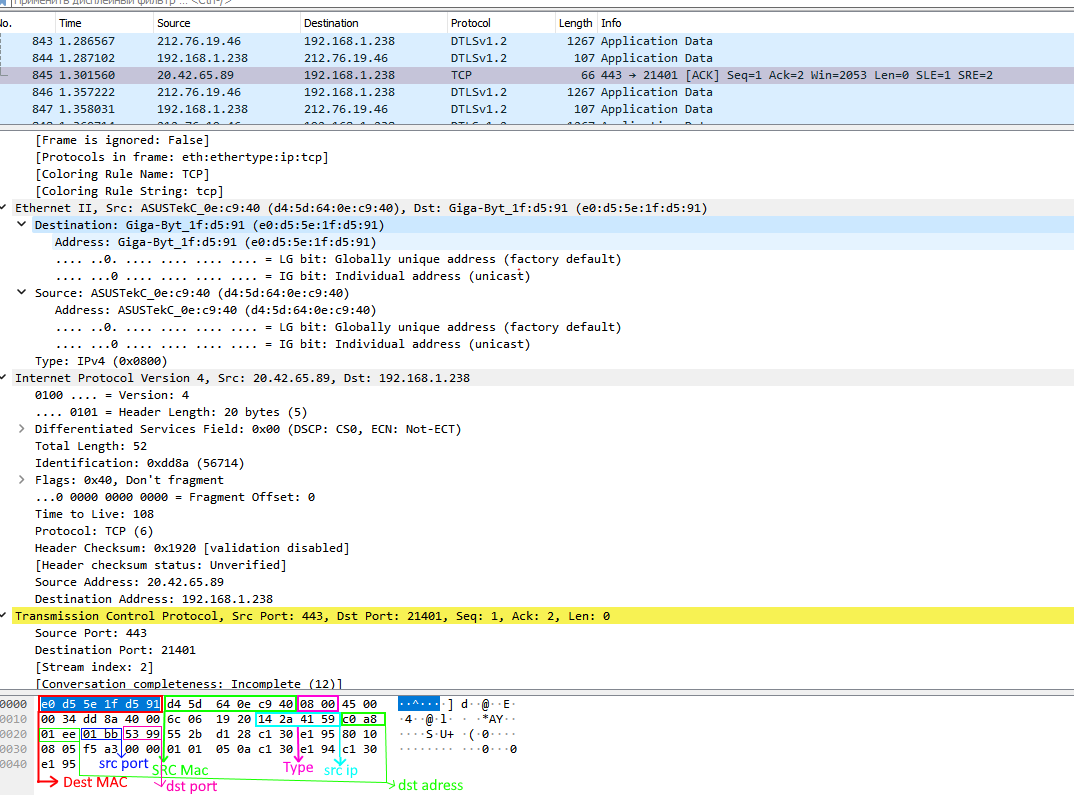 Применить дисплейный фильтр ... <Ctrl-/>
No. Time Source Destination Protocol Length Info
843 1.286567 212.76.19.46 192.168.1.238 DTLSv1.2 1267 Application Data
844 1.287102 192.168.1.238 212.76.19.46 DTLSv1.2 107 Application Data
845 1.301560 20.42.65.89 192.168.1.238 TCP 66 443 → 21401 [ACK] Seq=1 Ack=2 Win=2053 Len=0 SLE=1 SRE=2
846 1.357222 212.76.19.46 192.168.1.238 DTLSv1.2 1267 Application Data
847 1.358031 192.168.1.238 212.76.19.46 DTLSv1.2 107 Application Data
[Frame is ignored: False]
[Protocols in frame: eth:ethertype:ip:tcp]
[Coloring Rule Name: TCP]
[Coloring Rule String: tcp]
Ethernet II, Src: ASUSTekC_0e:c9:40 (d4:5d:64:0e:c9:40), Dst: Giga-Byt_1f:d5:91 (e0:d5:5e:1f:d5:91)
Destination: Giga-Byt_1f:d5:91 (e0:d5:5e:1f:d5:91)
Address: Giga-Byt_1f:d5:91 (e0:d5:5e:1f:d5:91)
.... ..0. .... .... .... .... = LG bit: Globally unique address (factory default)
.... ...0 .... .... .... .... = IG bit: Individual address (unicast)
Source: ASUSTekC_0e:c9:40 (d4:5d:64:0e:c9:40)
Address: ASUSTekC_0e:c9:40 (d4:5d:64:0e:c9:40)
.... ..0. .... .... .... .... = LG bit: Globally unique address (factory default)
.... ...0 .... .... .... .... = IG bit: Individual address (unicast)
Type: IPv4 (0x0800)
Internet Protocol Version 4, Src: 20.42.65.89, Dst: 192.168.1.238
0100 .... = Version: 4
.... 0101 = Header Length: 20 bytes (5)
Differentiated Services Field: 0x00 (DSCP: CS0, ECN: Not-ECT)
Total Length: 52
Identification: 0xdd8a (56714)
Flags: 0x40, Don't fragment
...0 0000 0000 0000 = Fragment Offset: 0
Time to Live: 108
Protocol: TCP (6)
Header Checksum: 0x1920 [validation disabled]
[Header checksum status: Unverified]
Source Address: 20.42.65.89
Destination Address: 192.168.1.238
Transmission Control Protocol, Src Port: 443, Dst Port: 21401, Seq: 1, Ack: 2, Len: 0
Source Port: 443
Destination Port: 21401
[Stream index: 2]
[Conversation completeness: Incomplete (12)]
0000 e0 d5 5e 1f d5 91 d4 5d 64 0e c9 40 08 00 45 00 ··^····] d··@··E·
0010 00 34 dd 8a 40 00 6c 06 19 20 14 2a 41 59 c0 a8 ·4··@·l· · ·*AY··
0020 01 ee 01 bb 53 99 55 2b d1 28 c1 30 e1 95 80 10 ····S·U+ ·(·0····
0030 08 05 f5 a3 00 00 01 01 05 0a c1 30 e1 94 c1 30 ········ ···0···0
0040 e1 95
src port SRC Mac Type src ip
Dest MAC dst port dst adress